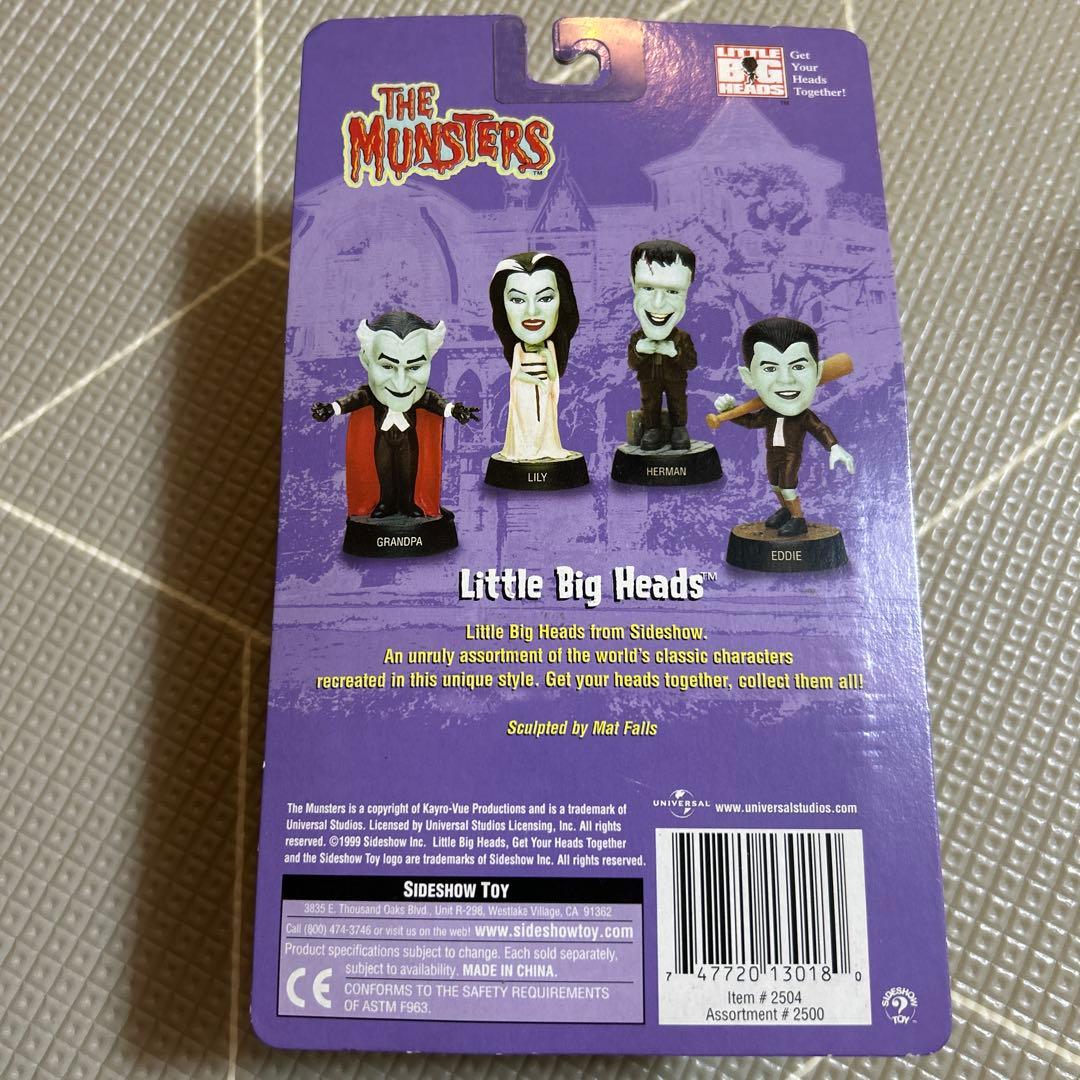 LITTLE
BIG
HEADS™
Get
Your
Heads
Together!
THE
MUNSTERS™
LILY
HERMAN
GRANDPA
EDDIE
Little Big Heads™
Little Big Heads from Sideshow.
An unruly assortment of the world's classic characters
recreated in this unique style. Get your heads together, collect them all!
Sculpted by Mat Falls
The Munsters is a copyright of Kayro-Vue Productions and is a trademark of
Universal Studios. Licensed by Universal Studios Licensing, Inc. All rights
reserved. ©1999 Sideshow Inc. Little Big Heads, Get Your Heads Together
and the Sideshow Toy logo are trademarks of Sideshow Inc. All rights reserved.
UNIVERSAL www.universalstudios.com
SIDESHOW TOY
3835 E. Thousand Oaks Blvd., Unit R-298, Westlake Village, CA 91362
Call (800) 474-3746 or visit us on the web! www.sideshowtoy.com
Product specifications subject to change. Each sold separately,
subject to availability. MADE IN CHINA.
CE CONFORMS TO THE SAFETY REQUIREMENTS
OF ASTM F963.
7 47720 13018 0
Item # 2504
Assortment # 2500
SIDESHOW
?
TOY™